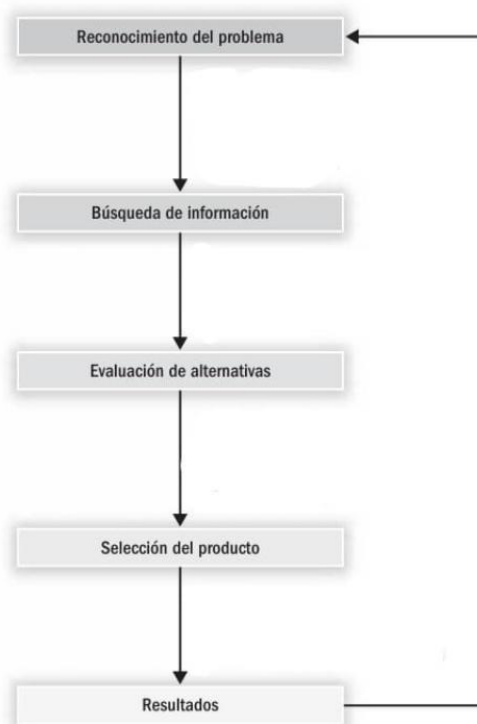 Reconocimiento del problema
Búsqueda de información
Evaluación de alternativas
Selección del producto
Resultados